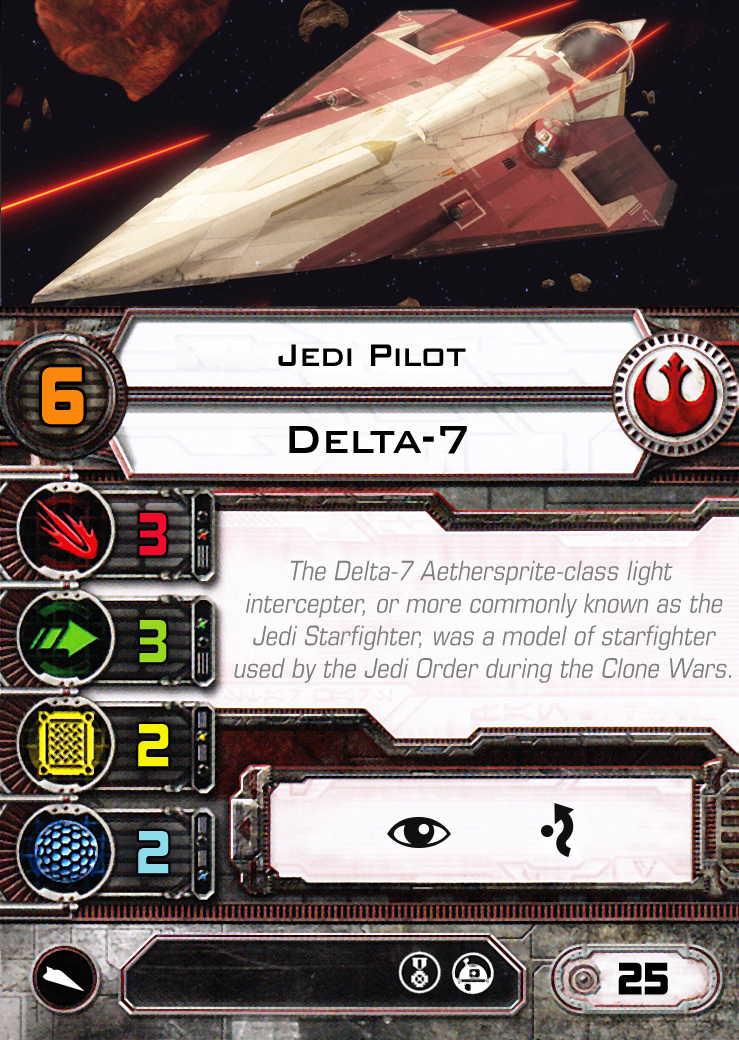 6
Jedi Pilot
Delta-7
3
3
2
2
The Delta-7 Aethersprite-class light
intercepter, or more commonly known as the
Jedi Starfighter, was a model of starfighter
used by the Jedi Order during the Clone Wars.
25